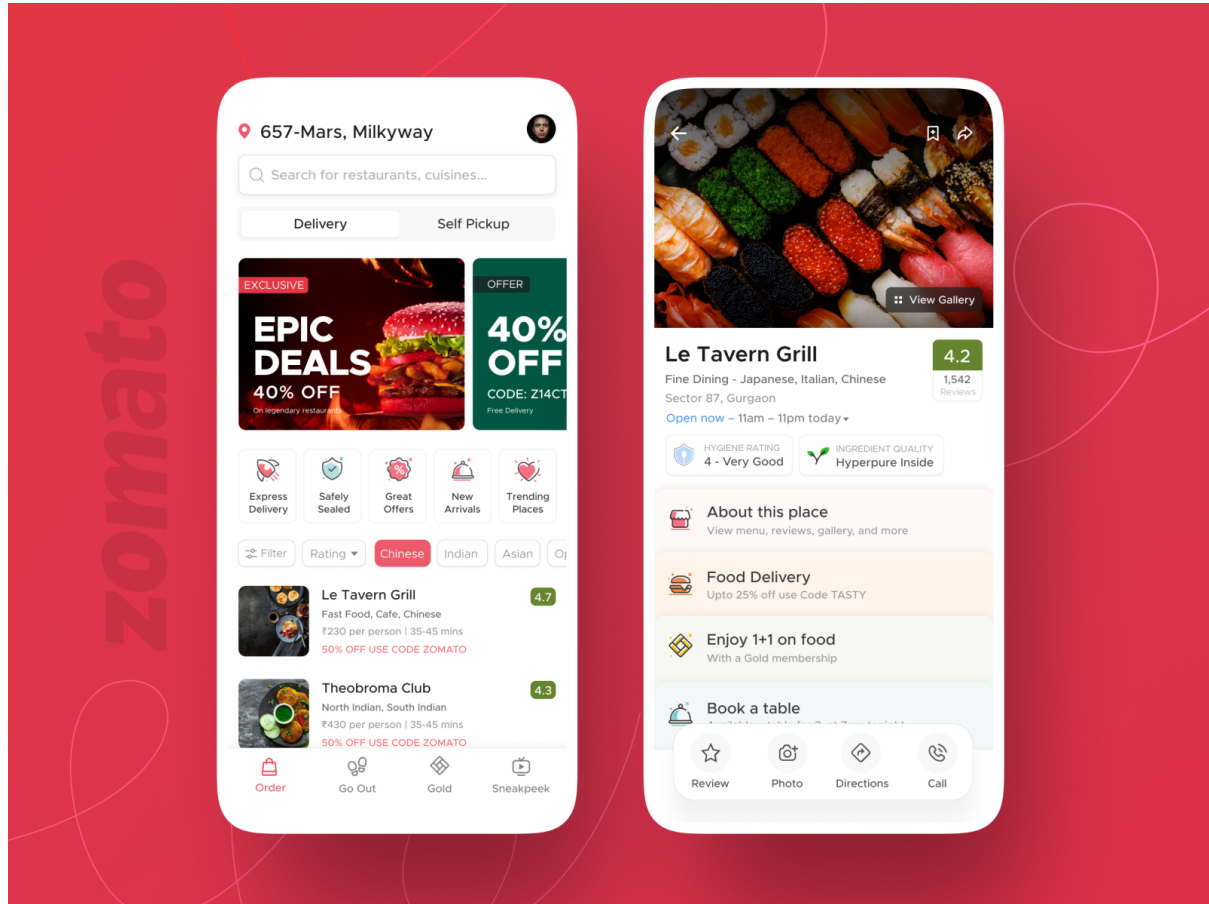 zomato
657-Mars, Milkyway
Search for restaurants, cuisines...
Delivery
Self Pickup
EXCLUSIVE
EPIC
DEALS
40% OFF
On legendary restaurants
OFFER
40%
OFF
CODE: Z14CT
Free Delivery
Express
Delivery
Safely
Sealed
Great
Offers
New
Arrivals
Trending
Places
Filter
Rating
Chinese
Indian
Asian
Op
Le Tavern Grill
4.7
Fast Food, Cafe, Chinese
₹230 per person | 35-45 mins
50% OFF USE CODE ZOMATO
Theobroma Club
4.3
North Indian, South Indian
₹430 per person | 35-45 mins
50% OFF USE CODE ZOMATO
Order
Go Out
Gold
Sneakpeek
View Gallery
Le Tavern Grill
4.2
Fine Dining - Japanese, Italian, Chinese
1,542
Reviews
Sector 87, Gurgaon
Open now – 11am – 11pm today
HYGIENE RATING
4 - Very Good
INGREDIENT QUALITY
Hyperpure Inside
About this place
View menu, reviews, gallery, and more
Food Delivery
Upto 25% off use Code TASTY
Enjoy 1+1 on food
With a Gold membership
Book a table
Review
Photo
Directions
Call